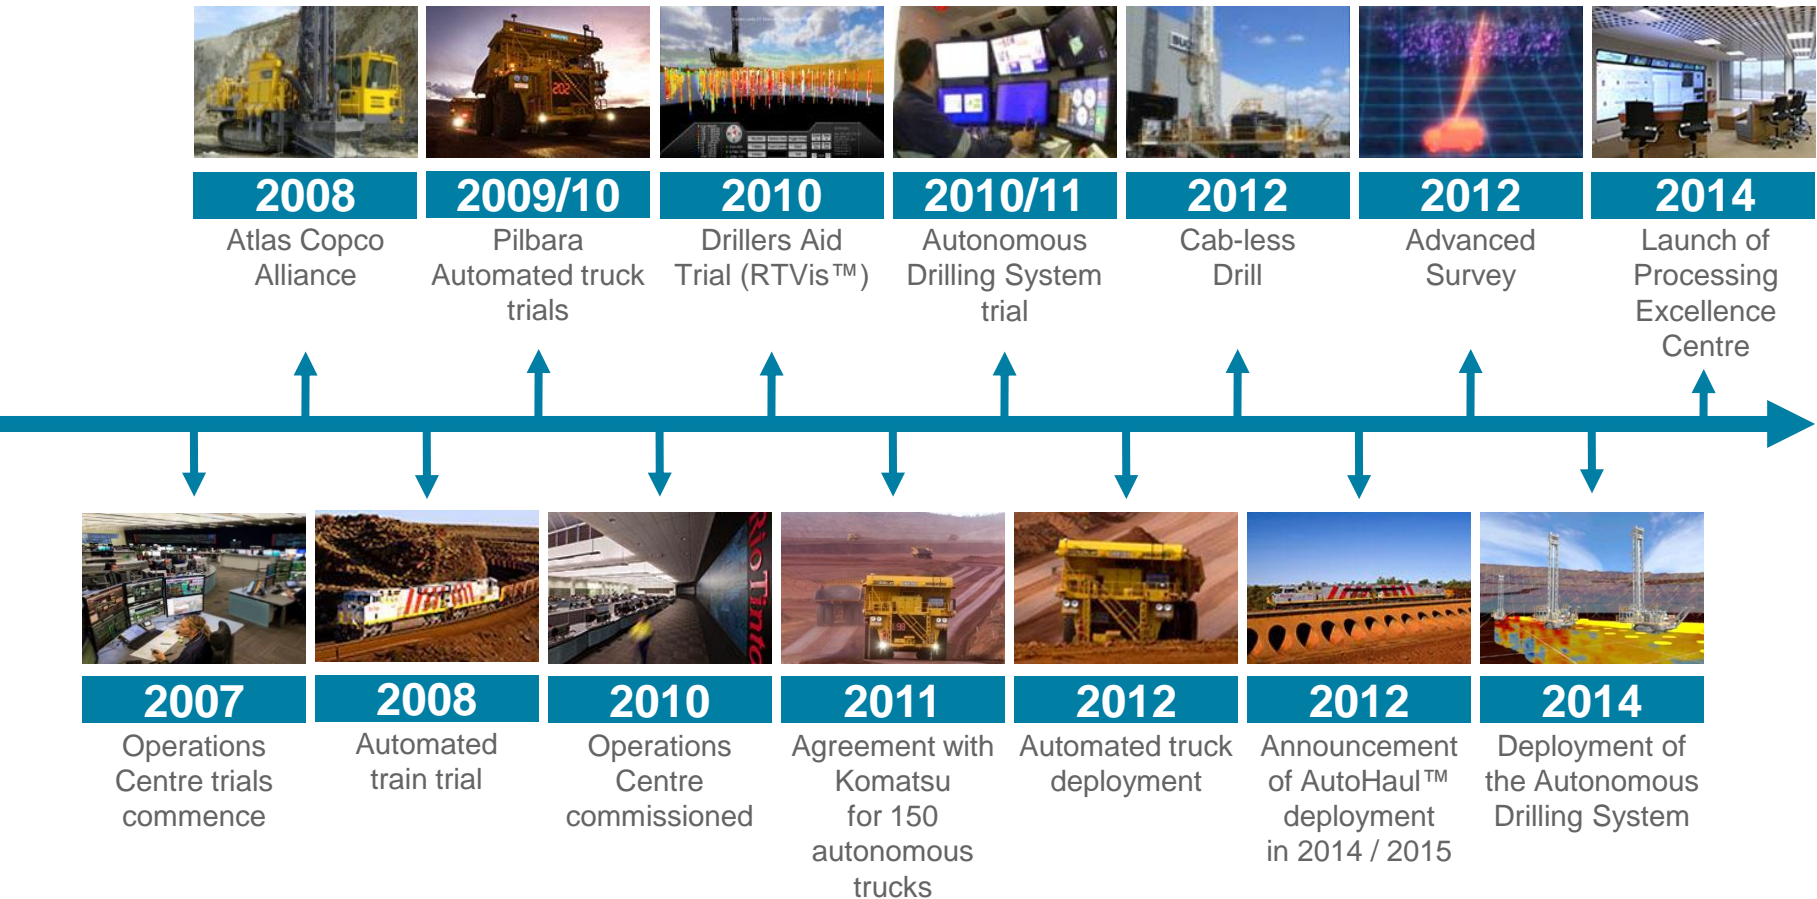 2008
Atlas Copco
Alliance
2009/10
Pilbara
Automated truck
trials
2010
Drillers Aid
Trial (RTVis™)
2010/11
Autonomous
Drilling System
trial
2012
Cab-less
Drill
2012
Advanced
Survey
2014
Launch of
Processing
Excellence
Centre
202
RioTinto
2007
Operations
Centre trials
commence
2008
Automated
train trial
2010
Operations
Centre
commissioned
2011
Agreement with
Komatsu
for 150
autonomous
trucks
2012
Automated truck
deployment
2012
Announcement
of AutoHaul™
deployment
in 2014 / 2015
2014
Deployment of
the Autonomous
Drilling System